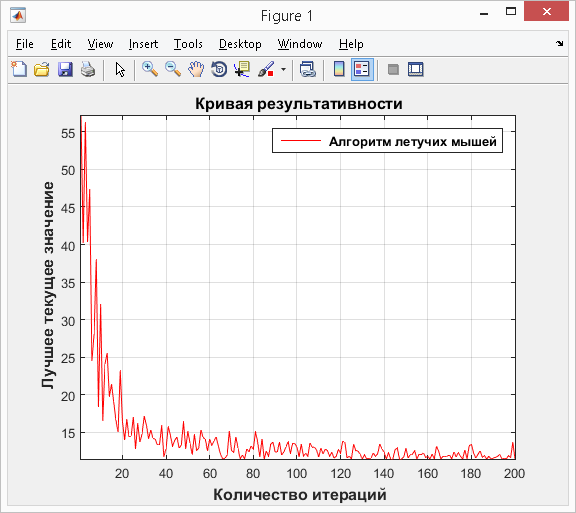 Figure 1
File Edit View Insert Tools Desktop Window Help
Кривая результативности
Алгоритм летучих мышей
Лучшее текущее значение
55
50
45
40
35
30
25
20
15
20 40 60 80 100 120 140 160 180 200
Количество итераций